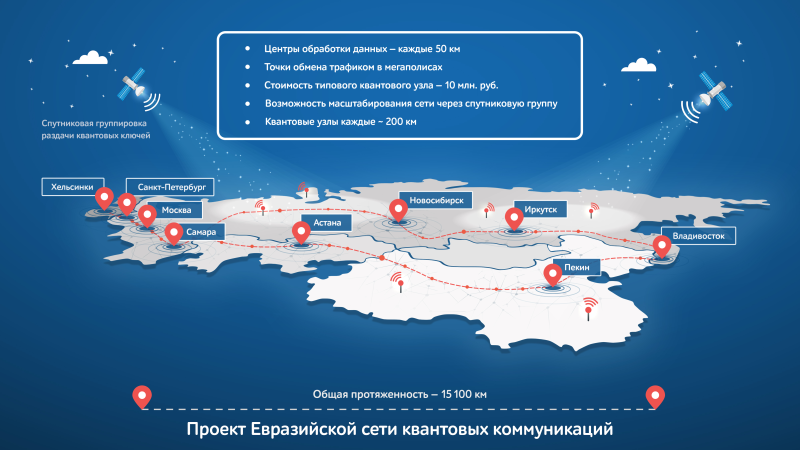 Центры обработки данных – каждые 50 км
Точки обмена трафиком в мегаполисах
Стоимость типового квантового узла – 10 млн. руб.
Возможность масштабирования сети через спутниковую группу
Квантовые узлы каждые – 200 км
Спутниковая группировка
раздачи квантовых ключей
Хельсинки
Санкт-Петербург
Москва
Самара
Астана
Новосибирск
Иркутск
Владивосток
Пекин
Общая протяженность – 15 100 км
Проект Евразийской сети квантовых коммуникаций